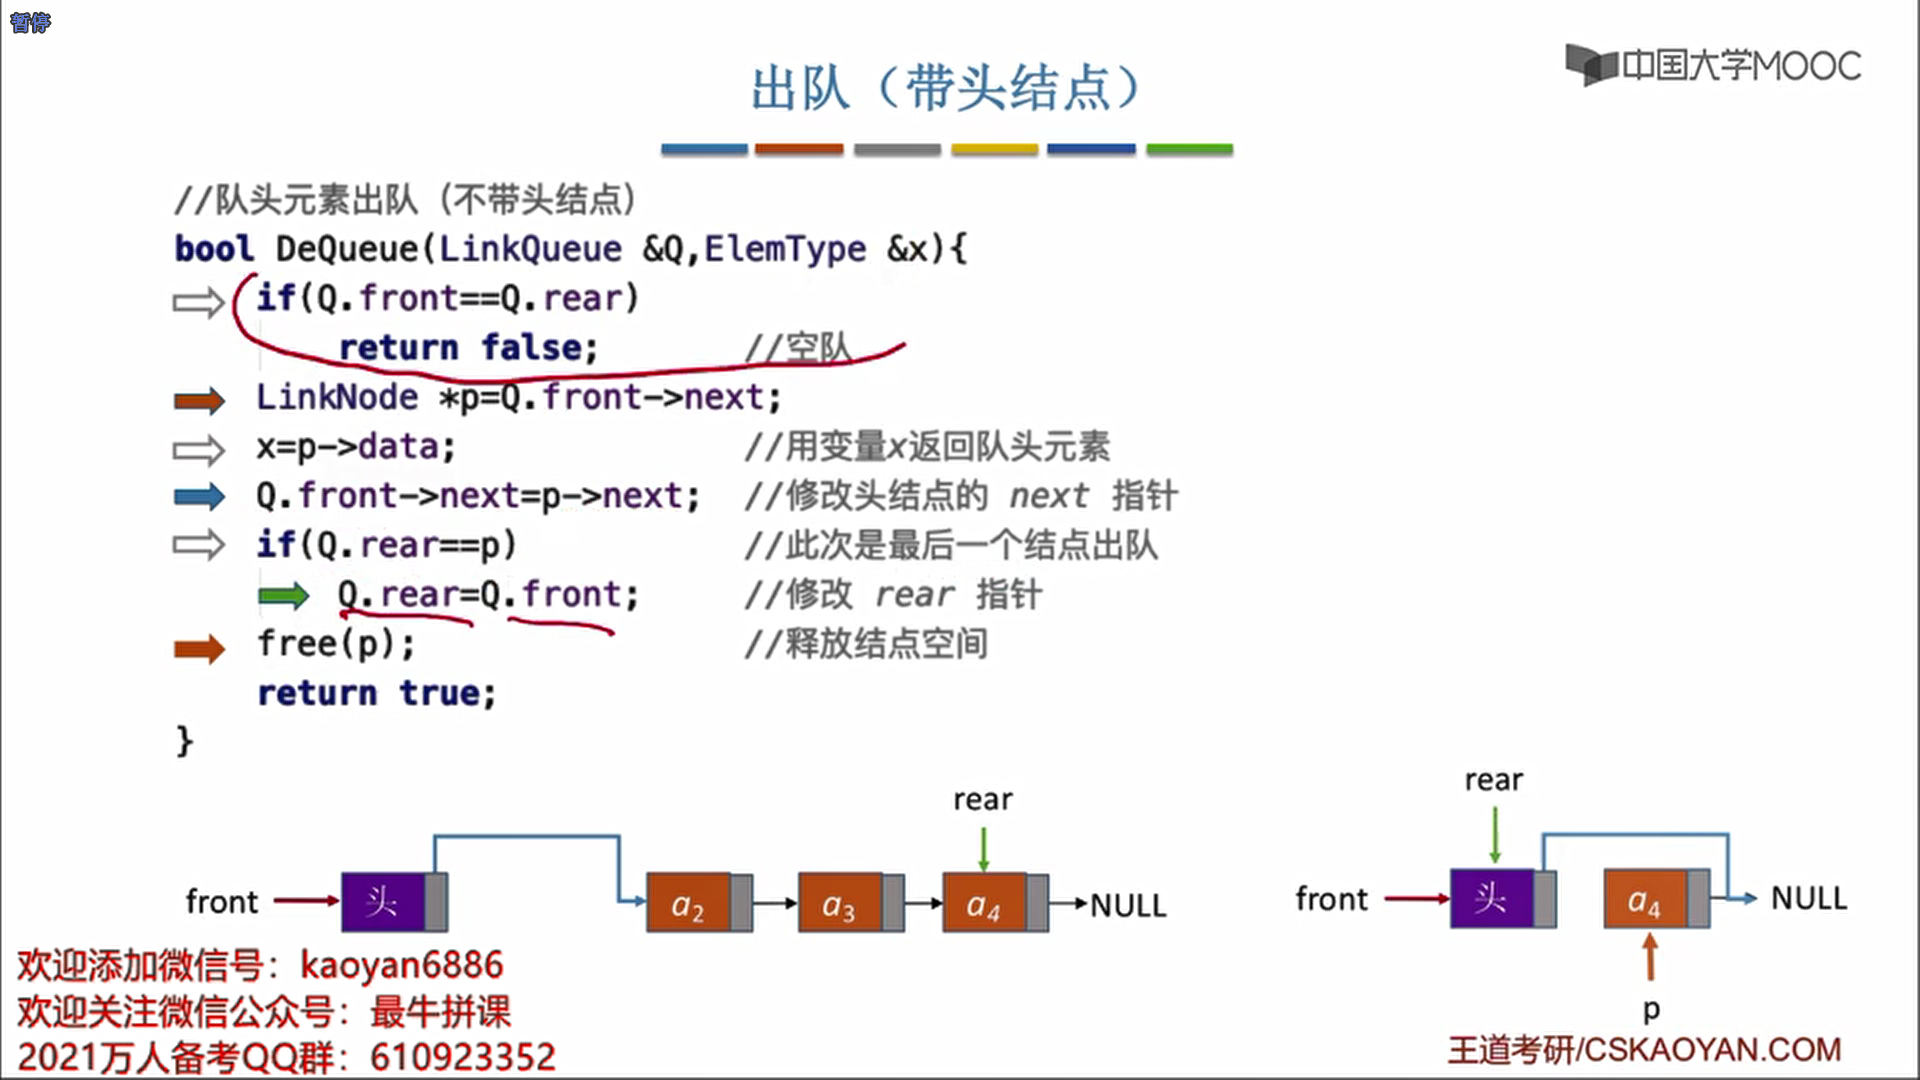 暂停
中国大学MOOC
出队（带头结点）
//队头元素出队（不带头结点）
bool DeQueue(LinkQueue &Q,ElemType &x){
if(Q.front==Q.rear)
return false; //空队
LinkNode *p=Q.front->next;
x=p->data; //用变量x返回队头元素
Q.front->next=p->next; //修改头结点的 next 指针
if(Q.rear==p) //此次是最后一个结点出队
Q.rear=Q.front; //修改 rear 指针
free(p); //释放结点空间
return true;
}
rear
front 头 a2 a3 a4 NULL
rear
front 头 a4 NULL
p
欢迎添加微信号：kaoyan6886
欢迎关注微信公众号：最牛拼课
2021万人备考QQ群：610923352
王道考研/CSKAOYAN.COM